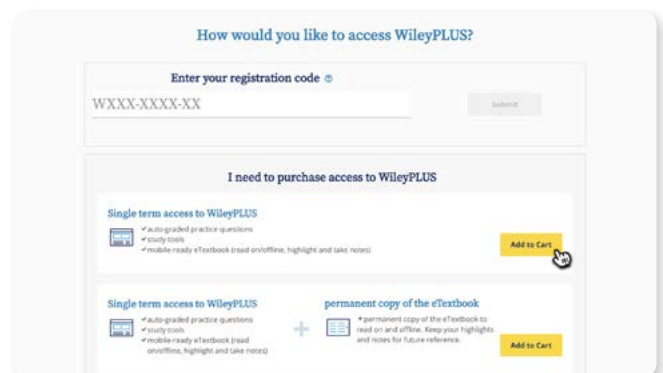 How would you like to access WileyPLUS?
Enter your registration code ?
WXXX-XXXX-XX
Submit
I need to purchase access to WileyPLUS
Single term access to WileyPLUS
✓auto-graded practice questions
✓study tools
✓mobile-ready eTextbook (read on/offline, highlight and take notes)
Add to Cart
Single term access to WileyPLUS
✓auto-graded practice questions
✓study tools
✓mobile-ready eTextbook (read
on/offline, highlight and take notes)
+
permanent copy of the eTextbook
+permanent copy of the eTextbook to
read on and offline. Keep your highlights
and notes for future reference.
Add to Cart